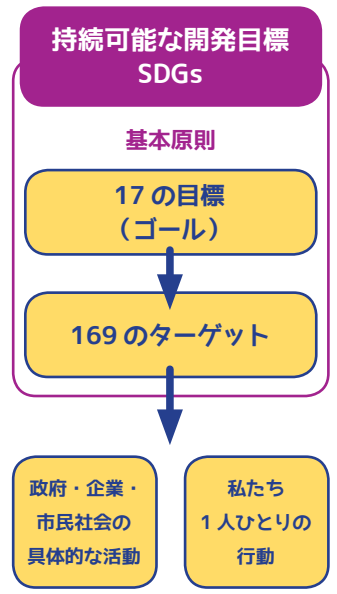 持続可能な開発目標
SDGs
基本原則
17 の目標
（ゴール）
169 のターゲット
政府・企業・
市民社会の
具体的な活動
私たち
1 人ひとりの
行動